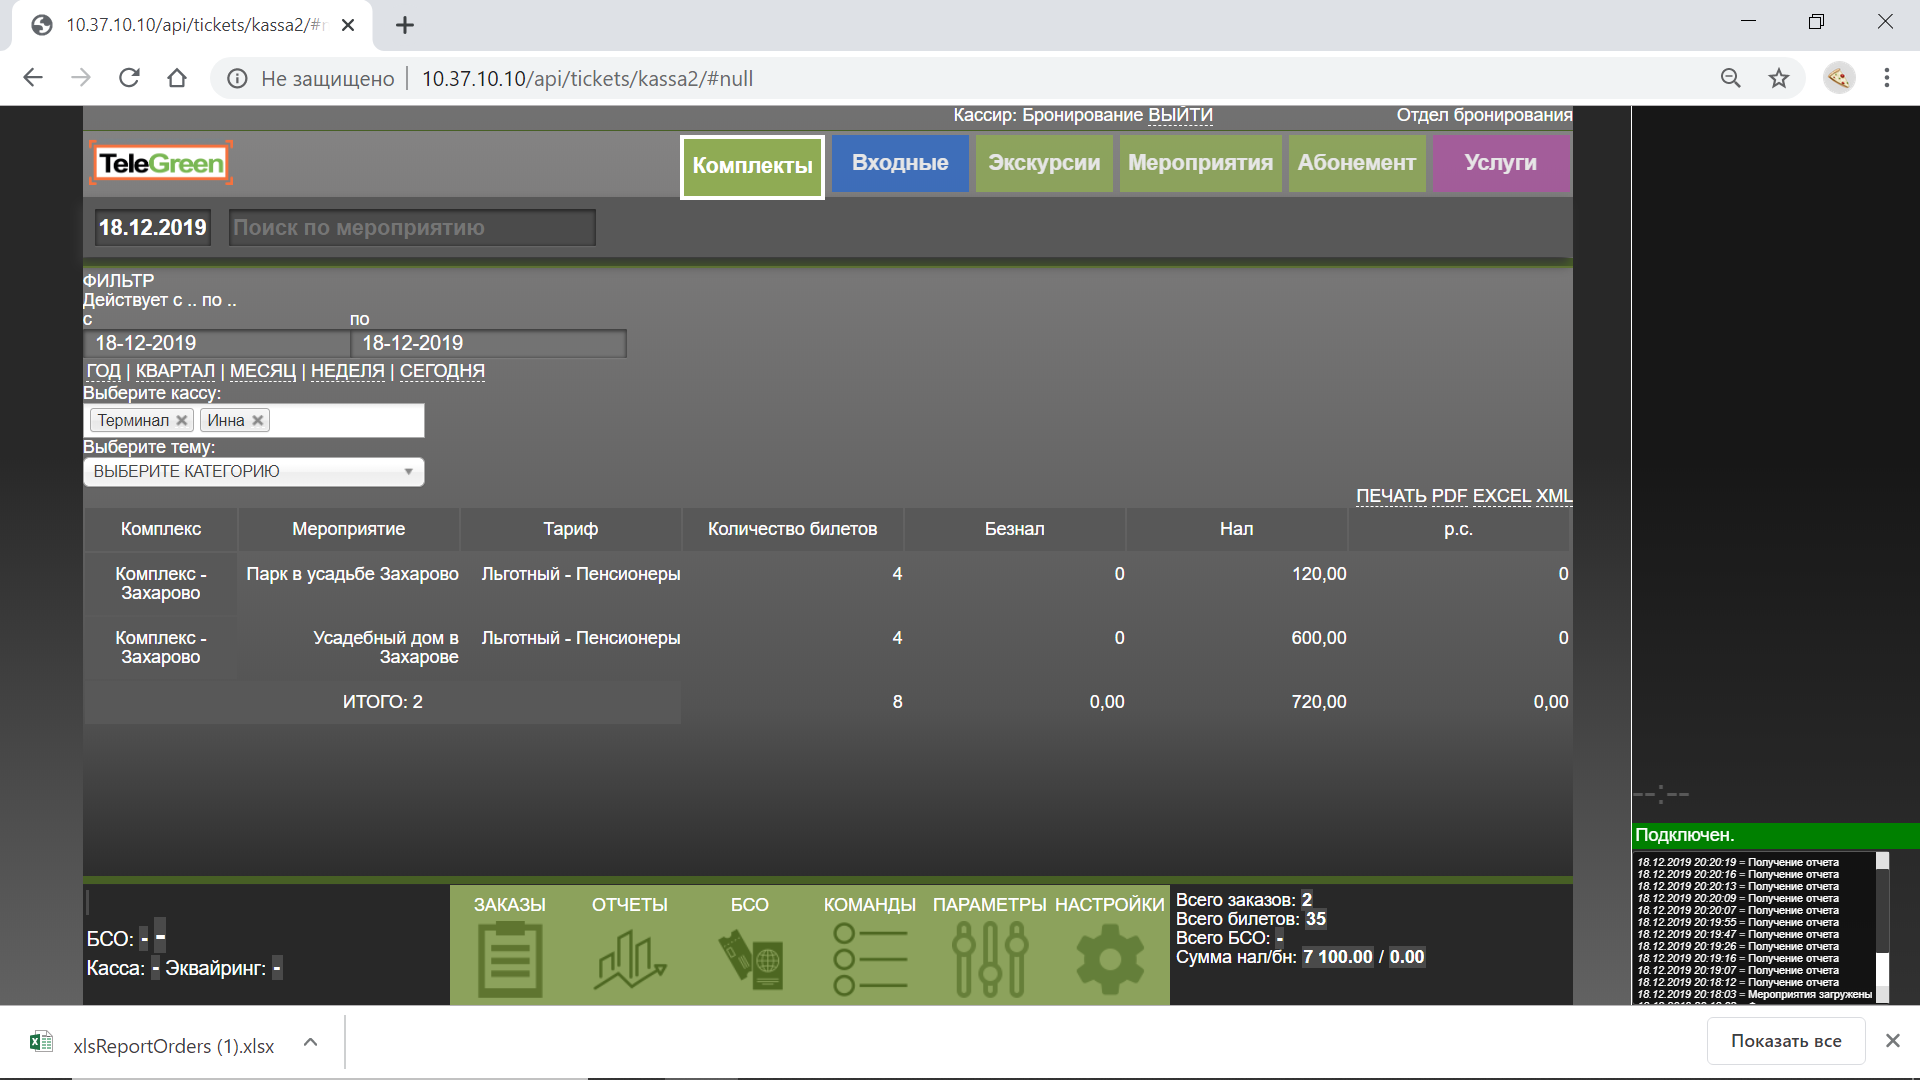 10.37.10.10/api/tickets/kassa2/#n
Не защищено
10.37.10.10/api/tickets/kassa2/#null
Кассир: Бронирование ВЫЙТИ
Отдел бронирования
TeleGreen
Комплекты
Входные
Экскурсии
Мероприятия
Абонемент
Услуги
18.12.2019
Поиск по мероприятию
ФИЛЬТР
Действует с .. по ..
с по
18-12-2019 18-12-2019
ГОД | КВАРТАЛ | МЕСЯЦ | НЕДЕЛЯ | СЕГОДНЯ
Выберите кассу:
Терминал Инна
Выберите тему:
ВЫБЕРИТЕ КАТЕГОРИЮ
ПЕЧАТЬ PDF EXCEL XML
Комплекс Мероприятие Тариф Количество билетов Безнал Нал р.с.
Комплекс - Парк в усадьбе Захарово Льготный - Пенсионеры 4 0 120,00 0
Захарово
Комплекс - Усадебный дом в Льготный - Пенсионеры 4 0 600,00 0
Захарово Захарове
ИТОГО: 2 8 0,00 720,00 0,00
--:--
Подключен.
18.12.2019 20:20:19 = Получение отчета
18.12.2019 20:20:16 = Получение отчета
18.12.2019 20:20:13 = Получение отчета
18.12.2019 20:20:09 = Получение отчета
18.12.2019 20:20:07 = Получение отчета
18.12.2019 20:19:55 = Получение отчета
18.12.2019 20:19:47 = Получение отчета
18.12.2019 20:19:26 = Получение отчета
18.12.2019 20:19:16 = Получение отчета
18.12.2019 20:19:07 = Получение отчета
18.12.2019 20:18:12 = Получение отчета
18.12.2019 20:18:03 = Мероприятия загружены
БСО: - -
Касса: - Эквайринг: -
ЗАКАЗЫ
ОТЧЕТЫ
БСО
КОМАНДЫ
ПАРАМЕТРЫ
НАСТРОЙКИ
Всего заказов: 2
Всего билетов: 35
Всего БСО: -
Сумма нал/бн: 7 100.00 / 0.00
xlsReportOrders (1).xlsx
Показать все